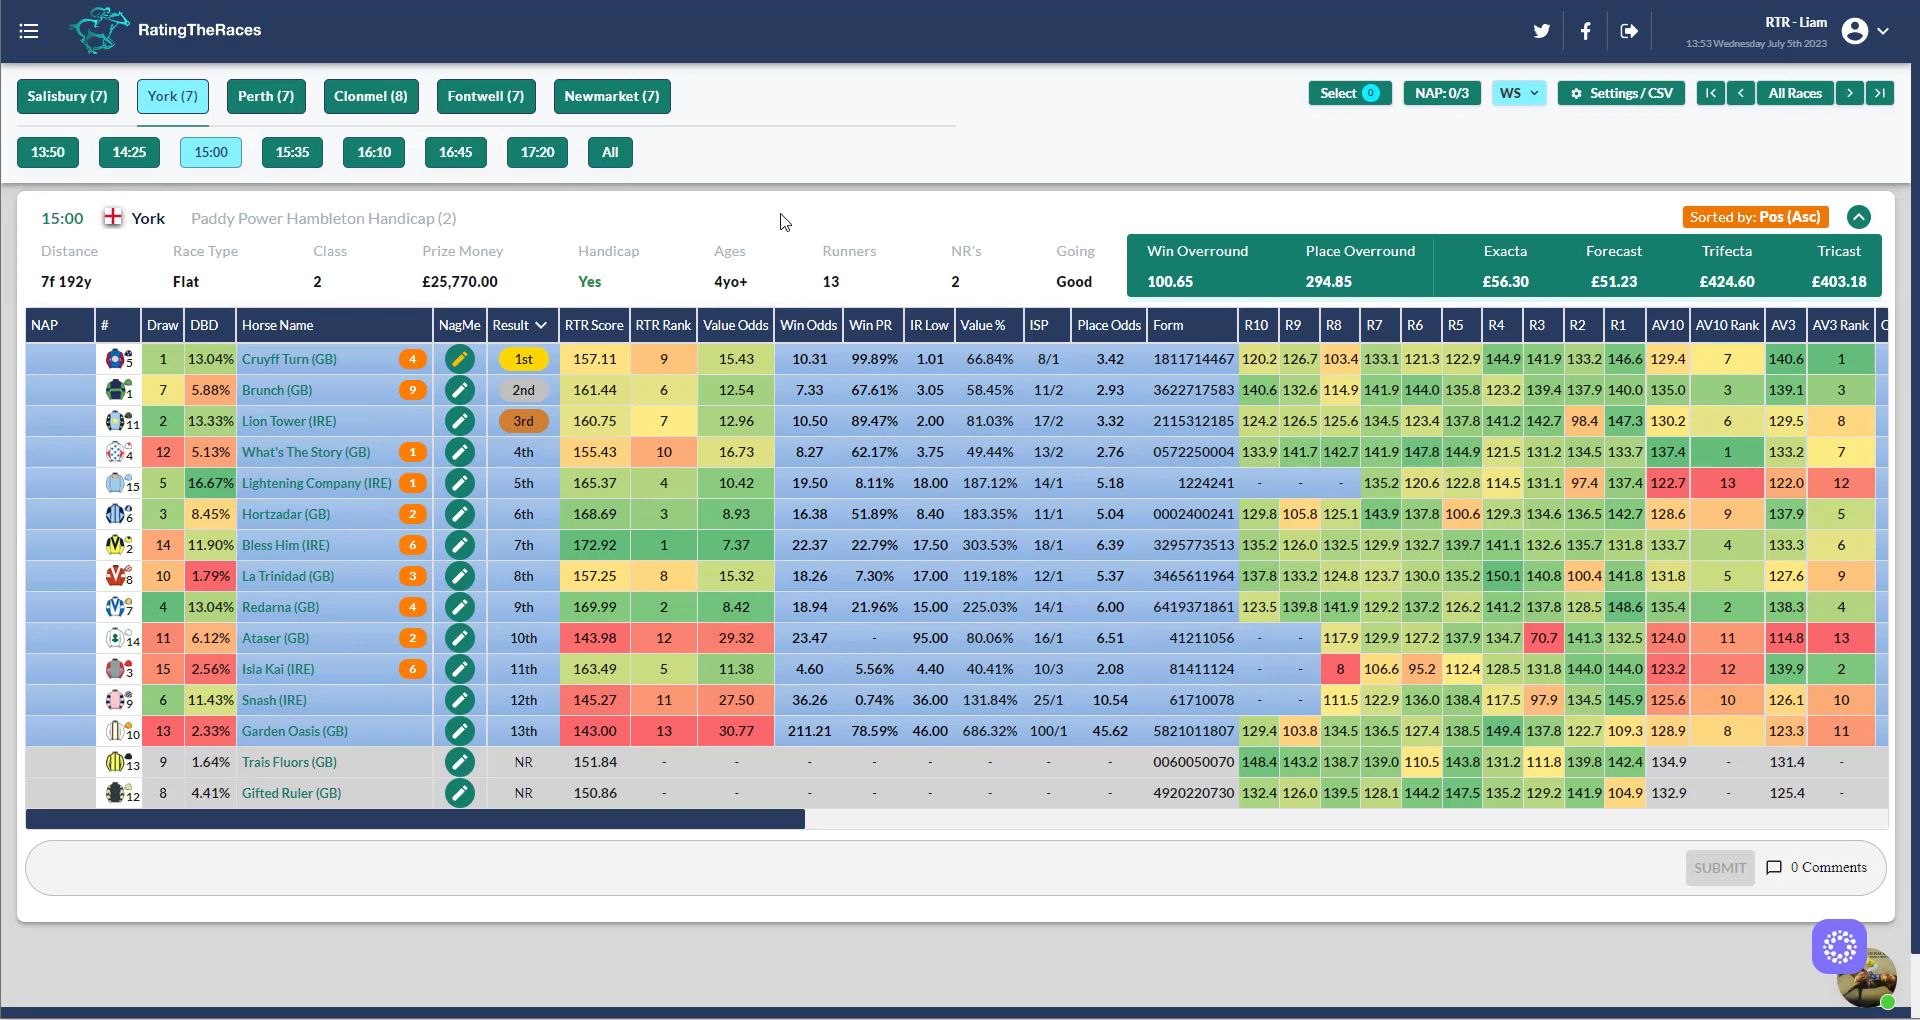 RatingTheRaces
RTR - Liam
13:53 Wednesday July 5th 2023
Salisbury (7) York (7) Perth (7) Clonmel (8) Fontwell (7) Newmarket (7) Select 0 NAP: 0/3 WS Settings / CSV All Races
13:50 14:25 15:00 15:35 16:10 16:45 17:20 All
15:00 York Paddy Power Hambleton Handicap (2) Sorted by: Pos (Asc)
Distance Race Type Class Prize Money Handicap Ages Runners NR's Going Win Overround Place Overround Exacta Forecast Trifecta Tricast
7f 192y Flat 2 £25,770.00 Yes 4yo+ 13 2 Good 100.65 294.85 £56.30 £51.23 £424.60 £403.18
NAP # Draw DBD Horse Name NagMe Result RTR Score RTR Rank Value Odds Win Odds Win PR IR Low Value % ISP Place Odds Form R10 R9 R8 R7 R6 R5 R4 R3 R2 R1 AV10 AV10 Rank AV3 AV3 Rank C
5 1 13.04% Cruyff Turn (GB) 4 1st 157.11 9 15.43 10.31 99.89% 1.01 66.84% 8/1 3.42 1811714467 120.2 126.7 103.4 133.1 121.3 122.9 144.9 141.9 133.2 146.6 129.4 7 140.6 1
1 7 5.88% Brunch (GB) 9 2nd 161.44 6 12.54 7.33 67.61% 3.05 58.45% 11/2 2.93 3622717583 140.6 132.6 114.9 141.9 144.0 135.8 123.2 139.4 137.9 140.0 135.0 3 139.1 3
11 2 13.33% Lion Tower (IRE) 3rd 160.75 7 12.96 10.50 89.47% 2.00 81.03% 17/2 3.32 2115312185 124.2 126.5 125.6 134.5 123.4 137.8 141.2 142.7 98.4 147.3 130.2 6 129.5 8
4 12 5.13% What's The Story (GB) 1 4th 155.43 10 16.73 8.27 62.17% 3.75 49.44% 13/2 2.76 0572250004 133.9 141.7 142.7 141.9 147.8 144.9 121.5 131.2 134.5 133.7 137.4 1 133.2 7
15 5 16.67% Lightening Company (IRE) 1 5th 165.37 4 10.42 19.50 8.11% 18.00 187.12% 14/1 5.18 1224241 - - - 135.2 120.6 122.8 114.5 131.1 97.4 137.4 122.7 13 122.0 12
6 3 8.45% Hortzadar (GB) 2 6th 168.69 3 8.93 16.38 51.89% 8.40 183.35% 11/1 5.04 0002400241 129.8 105.8 125.1 143.9 137.8 100.6 129.3 134.6 136.5 142.7 128.6 9 137.9 5
2 14 11.90% Bless Him (IRE) 6 7th 172.92 1 7.37 22.37 22.79% 17.50 303.53% 18/1 6.39 3295773513 135.2 126.0 132.5 129.9 132.7 139.7 141.1 132.6 135.7 131.8 133.7 4 133.3 6
8 10 1.79% La Trinidad (GB) 3 8th 157.25 8 15.32 18.26 7.30% 17.00 119.18% 12/1 5.37 3465611964 137.8 133.2 124.8 123.7 130.0 135.2 150.1 140.8 100.4 141.8 131.8 5 127.6 9
7 4 13.04% Redarna (GB) 4 9th 169.99 2 8.42 18.94 21.96% 15.00 225.03% 14/1 6.00 6419371861 123.5 139.8 141.9 129.2 137.2 126.2 141.2 137.8 128.5 148.6 135.4 2 138.3 4
14 11 6.12% Ataser (GB) 2 10th 143.98 12 29.32 23.47 - 95.00 80.06% 16/1 6.51 41211056 - - 117.9 129.9 127.2 137.9 134.7 70.7 141.3 132.5 124.0 11 114.8 13
3 15 2.56% Isla Kai (IRE) 6 11th 163.49 5 11.38 4.60 5.56% 4.40 40.41% 10/3 2.08 81411124 - - 8 106.6 95.2 112.4 128.5 131.8 144.0 144.0 123.2 12 139.9 2
9 6 11.43% Snash (IRE) 12th 145.27 11 27.50 36.26 0.74% 36.00 131.84% 25/1 10.54 61710078 - - 111.5 122.9 136.0 138.4 117.5 97.9 134.5 145.9 125.6 10 126.1 10
10 13 2.33% Garden Oasis (GB) 13th 143.00 13 30.77 211.21 78.59% 46.00 686.32% 100/1 45.62 5821011807 129.4 103.8 134.5 136.5 127.4 138.5 149.4 137.8 122.7 109.3 128.9 8 123.3 11
13 9 1.64% Trais Fluors (GB) NR 151.84 - - - - - - - - 0060050070 148.4 143.2 138.7 139.0 110.5 143.8 131.2 111.8 139.8 142.4 134.9 - 131.4 -
12 8 4.41% Gifted Ruler (GB) NR 150.86 - - - - - - - - 4920220730 132.4 126.0 139.5 128.1 144.2 147.5 135.2 129.2 141.9 104.9 132.9 - 125.4 -
SUBMIT 0 Comments